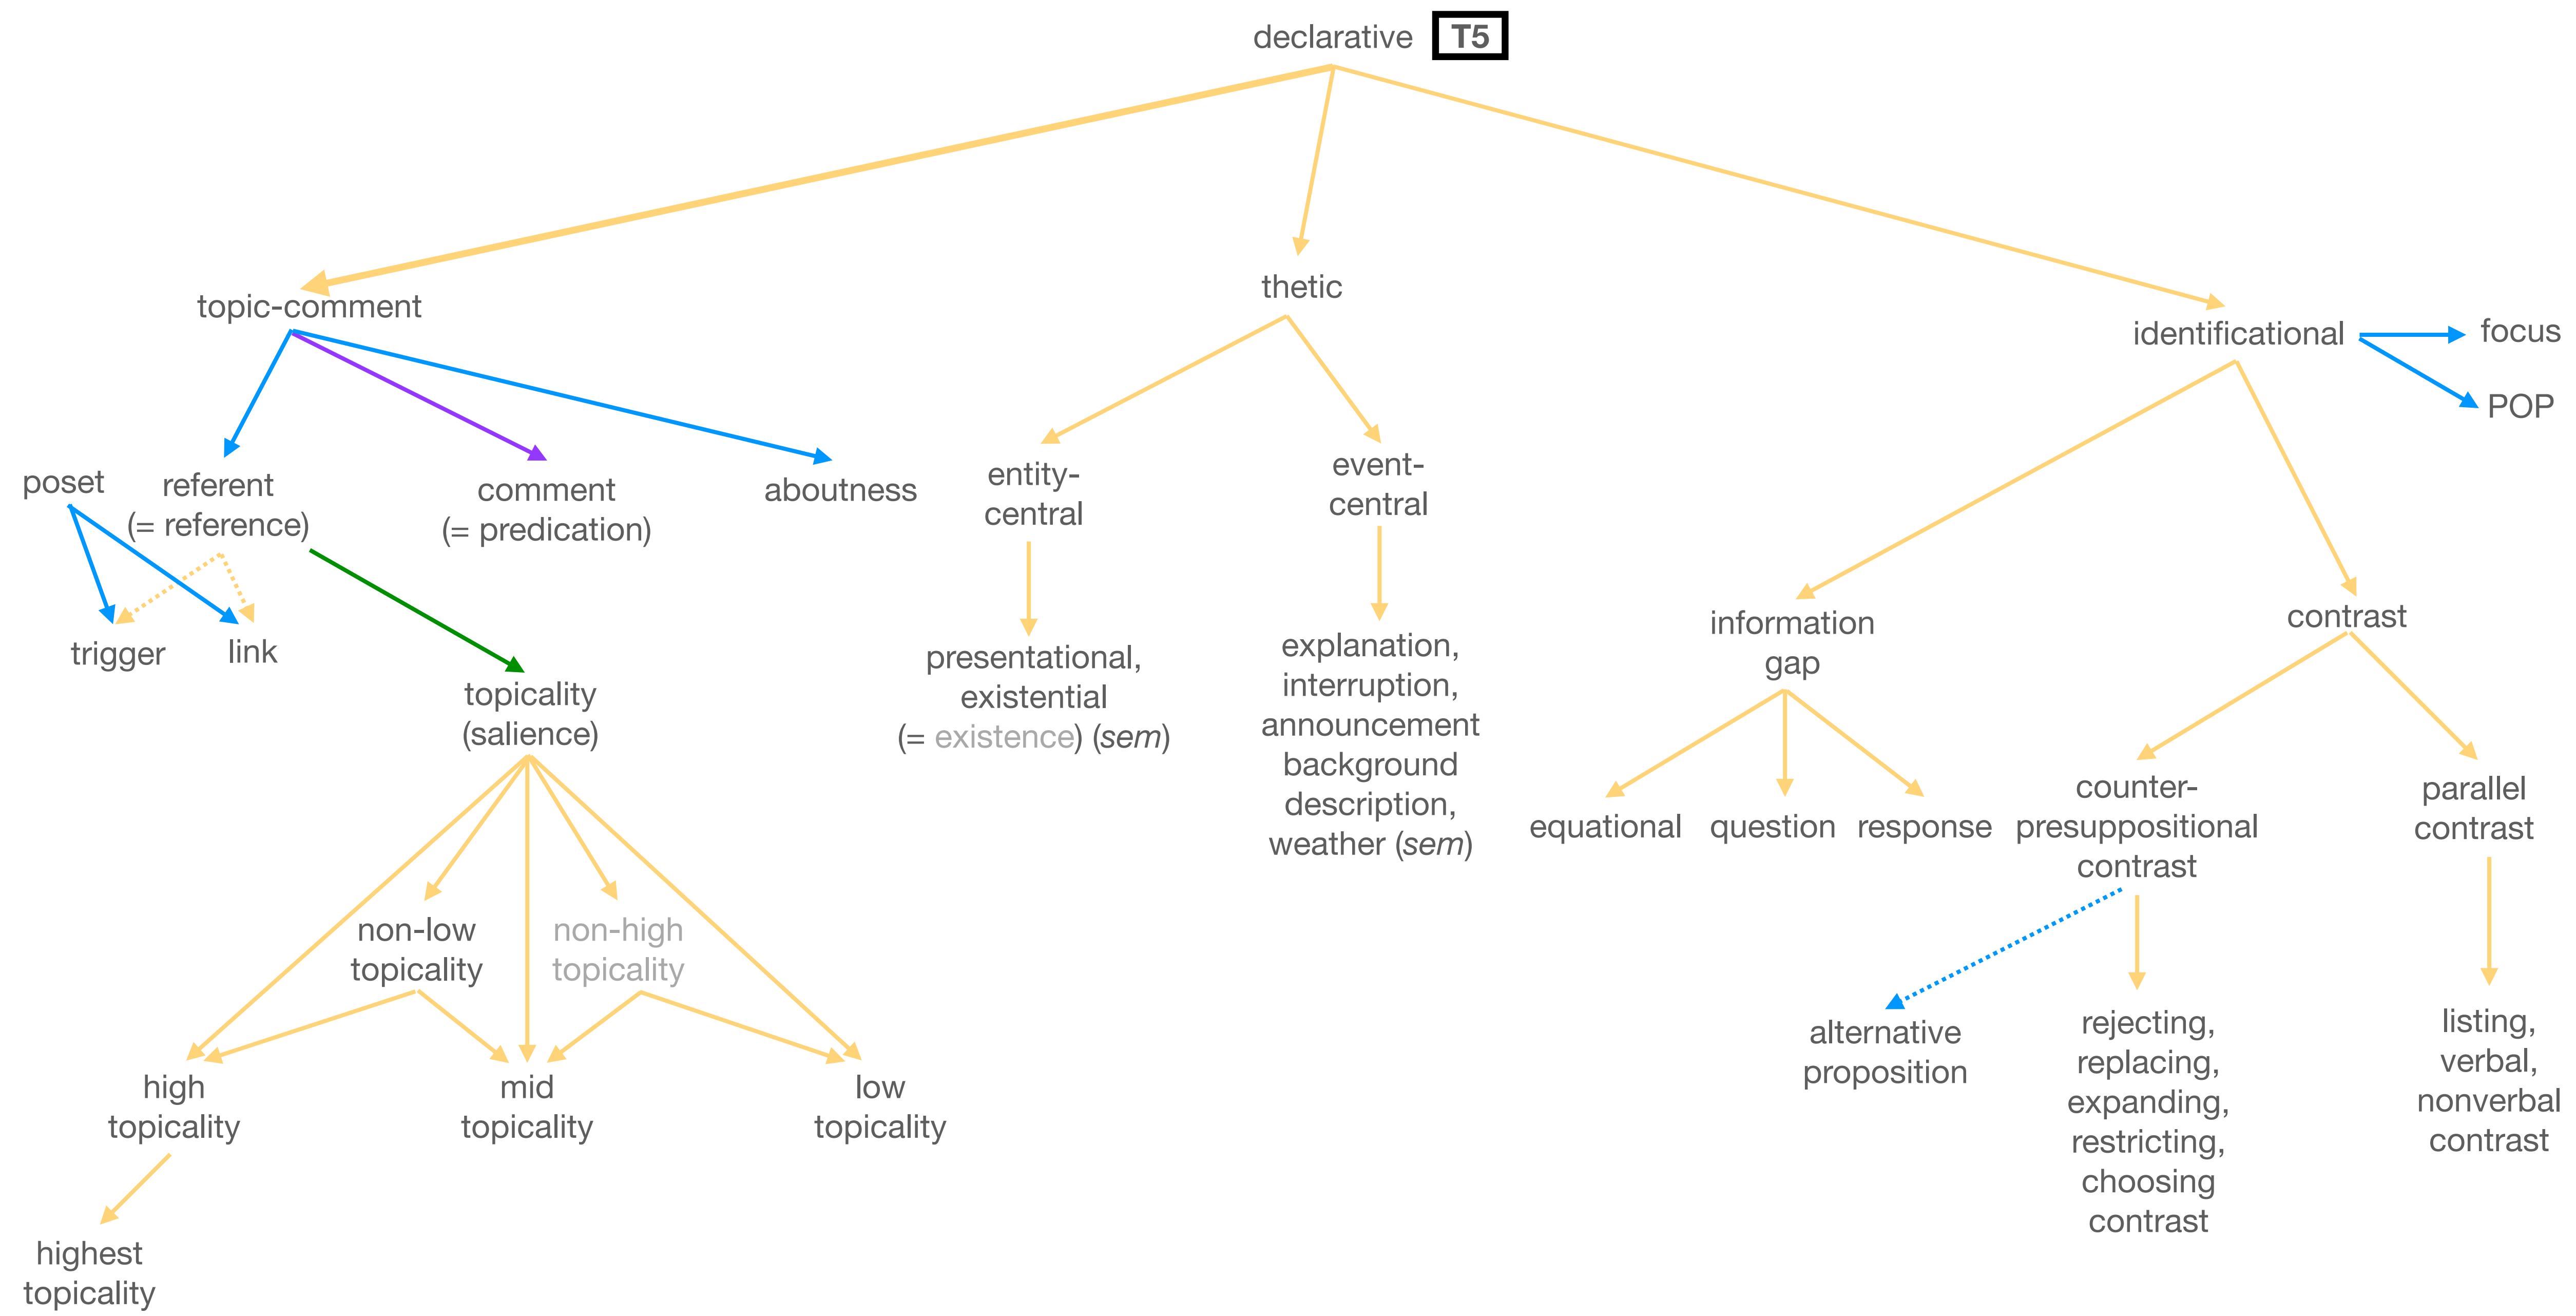 declarative T5
topic-comment
thetic
identificational
focus
POP
poset
referent
(= reference)
comment
(= predication)
aboutness
entity-
central
event-
central
trigger
link
topicality
(salience)
presentational,
existential
(= existence) (sem)
explanation,
interruption,
announcement
background
description,
weather (sem)
information
gap
contrast
equational
question
response
counter-
presuppositional
contrast
parallel
contrast
non-low
topicality
non-high
topicality
high
topicality
mid
topicality
low
topicality
highest
topicality
alternative
proposition
rejecting,
replacing,
expanding,
restricting,
choosing
contrast
listing,
verbal,
nonverbal
contrast